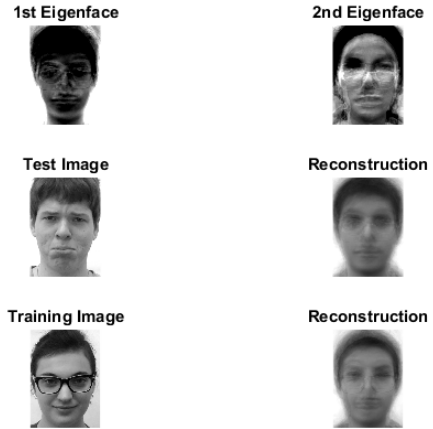 1st Eigenface
2nd Eigenface
Test Image
Reconstruction
Training Image
Reconstruction